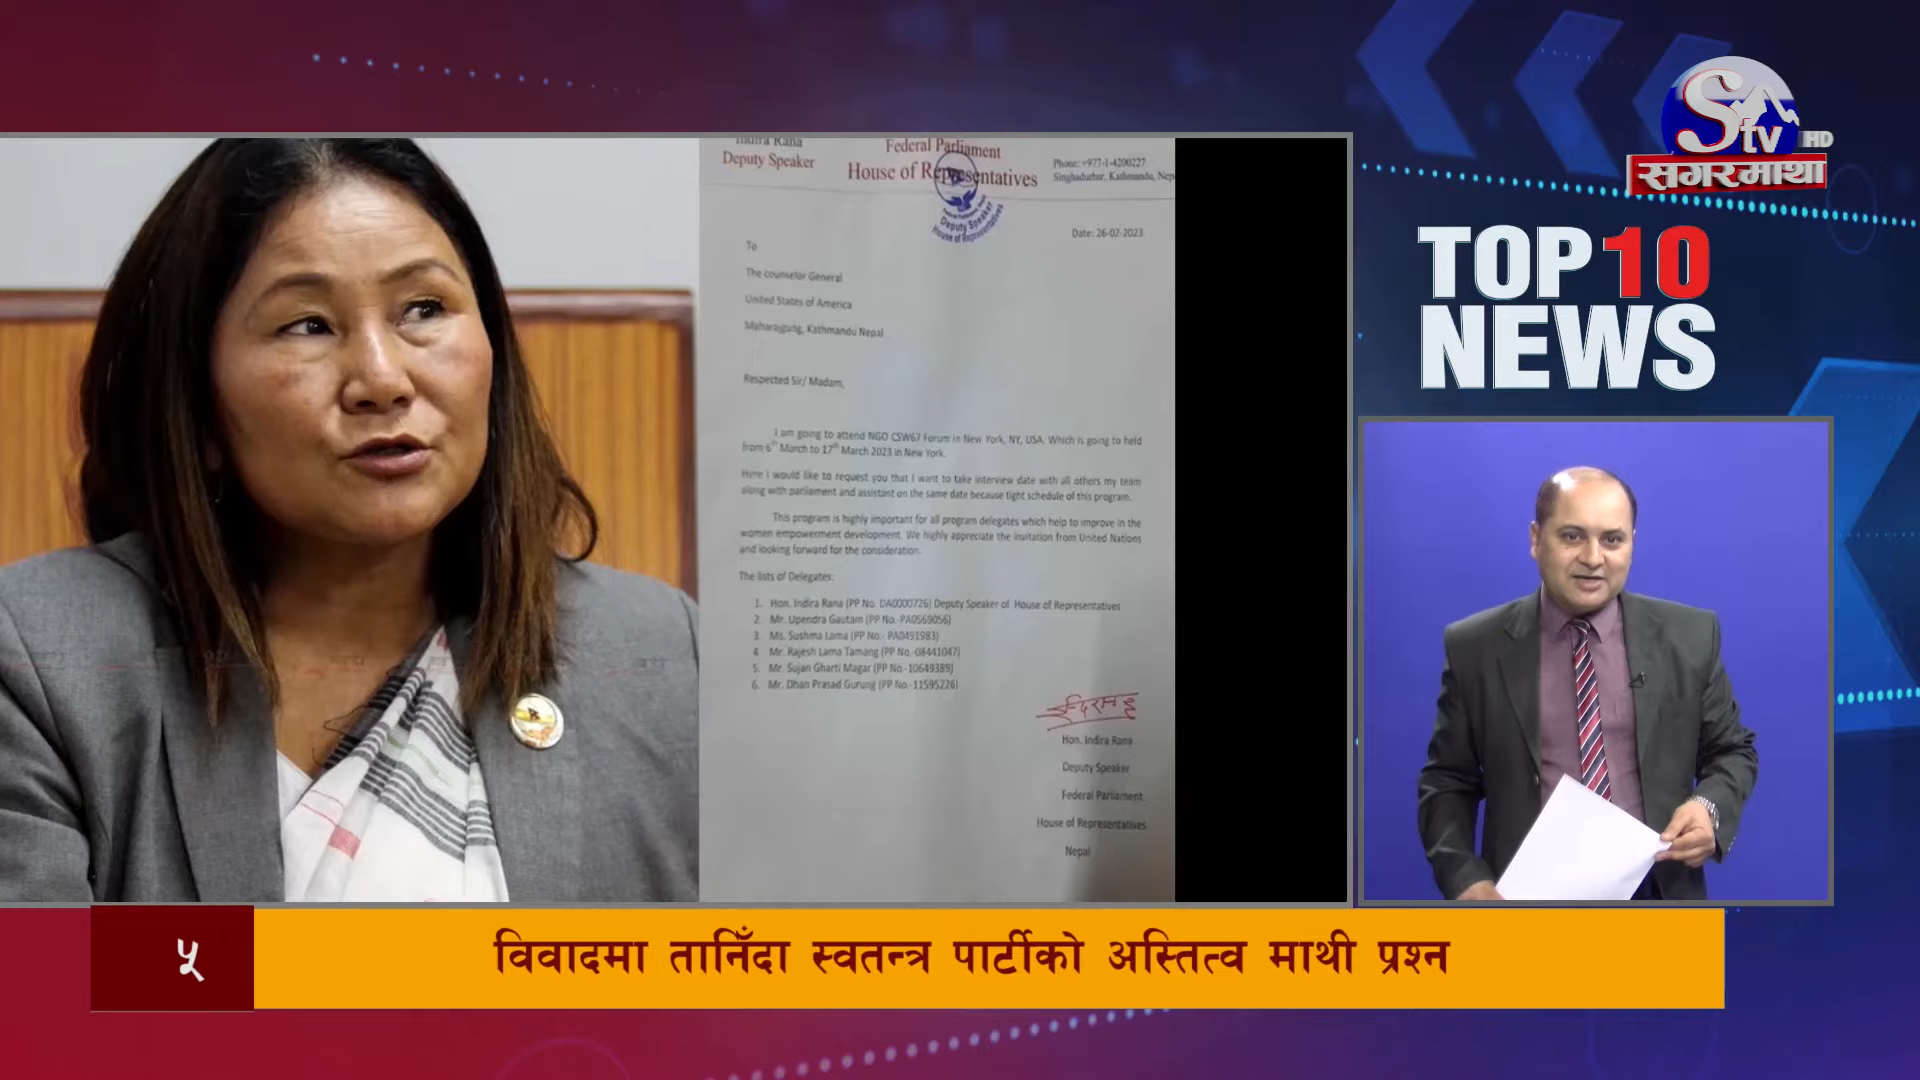 Indira Rana
Deputy Speaker
Federal Parliament
House of Representatives
Phone: +977-1-4200227
Singhadurbar, Kathmandu, Nep
Deputy Speaker
House of Representatives
Date: 26-02-2023
To
The counselor General
United States of America
Maharajgung, Kathmandu Nepal
Respected Sir/ Madam,
I am going to attend NGO CSW67 Forum in New York, NY, USA. Which is going to held
from 6th March to 17th March 2023 in New York.
Here I would like to request you that I want to take interview date with all others my team
along with parliament and assistant on the same date because tight schedule of this program.
This program is highly important for all program delegates which help to improve in the
women empowerment development. We highly appreciate the invitation from United Nations
and looking forward for the consideration.
The lists of Delegates:
1. Hon. Indira Rana (PP No. DA0000726) Deputy Speaker of House of Representatives
2. Mr. Upendra Gautam (PP No.-PA0569056)
3. Ms. Sushma Lama (PP No.- PA0491983)
4. Mr. Rajesh Lama Tamang (PP No.-08441047)
5. Mr. Sujan Gharti Magar (PP No.-10649389)
6. Mr. Dhan Prasad Gurung (PP No.-11595226)
Hon. Indira Rana
Deputy Speaker
Federal Parliament,
House of Representatives
Nepal
STV HD
सगरमाथा
TOP 10
NEWS
५
विवादमा तानिँदा स्वतन्त्र पार्टीको अस्तित्व माथी प्रश्न